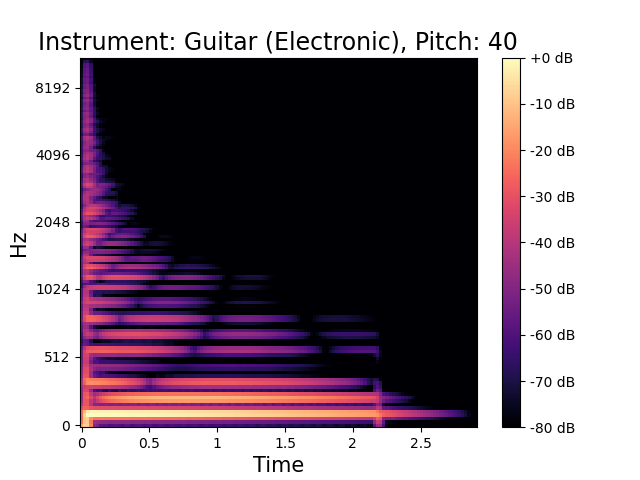 Instrument: Guitar (Electronic), Pitch: 40
Hz
8192
4096
2048
1024
512
0
0
0.5
1
1.5
2
2.5
Time
+0 dB
-10 dB
-20 dB
-30 dB
-40 dB
-50 dB
-60 dB
-70 dB
-80 dB